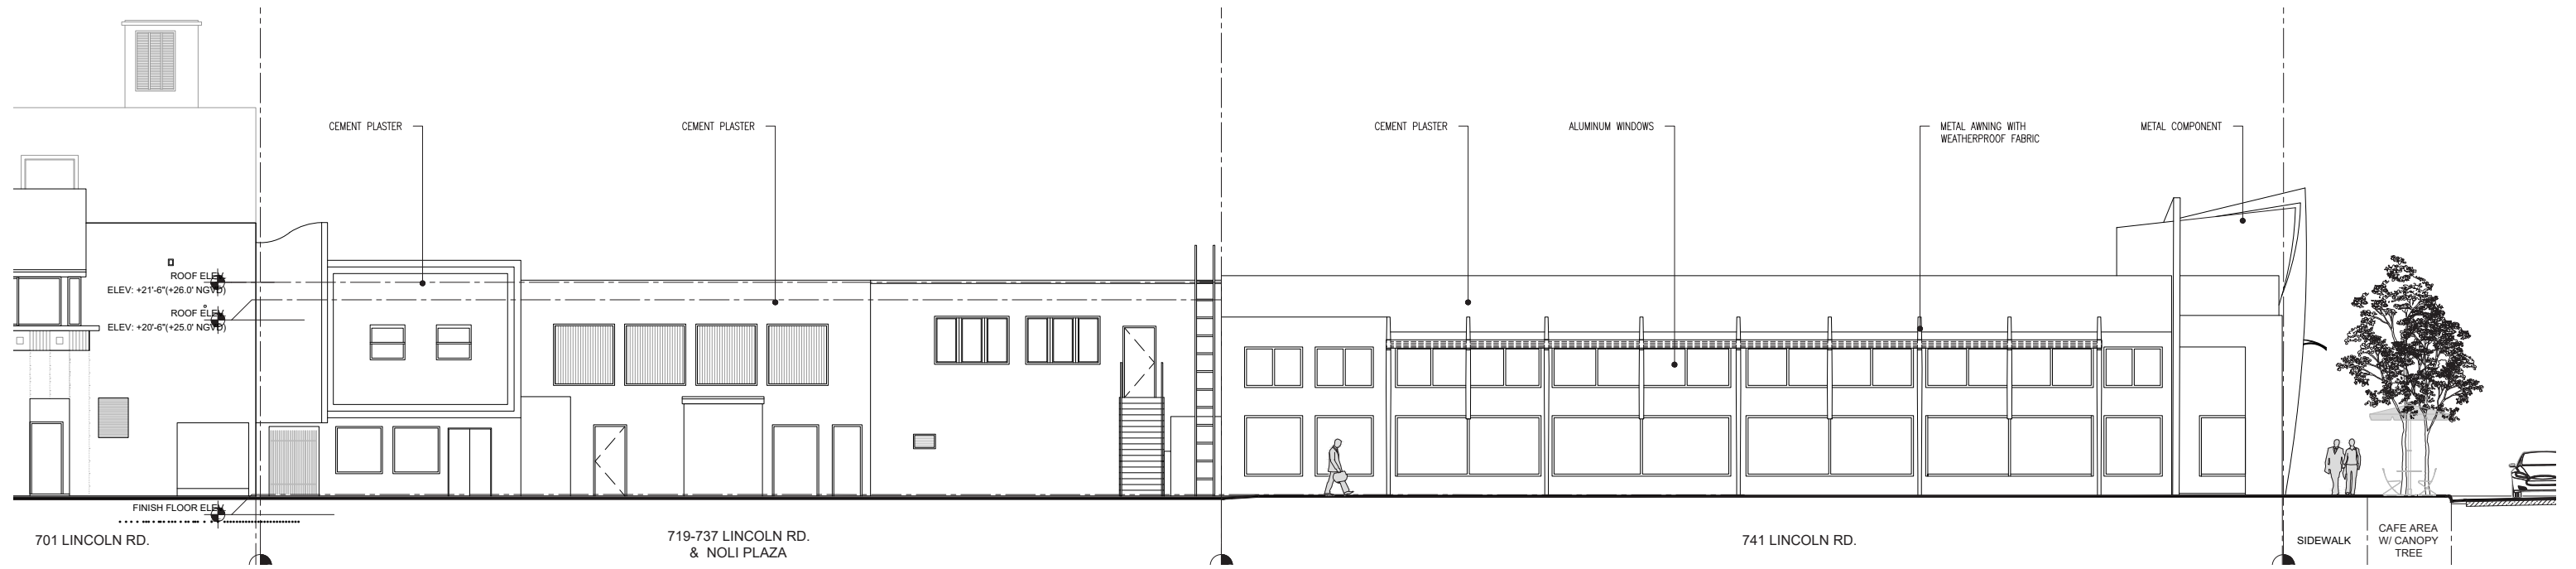 CEMENT PLASTER
CEMENT PLASTER
CEMENT PLASTER
ALUMINUM WINDOWS
METAL AWNING WITH
WEATHERPROOF FABRIC
METAL COMPONENT
ROOF ELEV.
ELEV: +21'-6"(+26.0' NGVD)
ROOF ELEV.
ELEV: +20'-6"(+25.0' NGVD)
FINISH FLOOR ELEV.
701 LINCOLN RD.
719-737 LINCOLN RD.
& NOLI PLAZA
741 LINCOLN RD.
SIDEWALK
CAFE AREA
W/ CANOPY
TREE